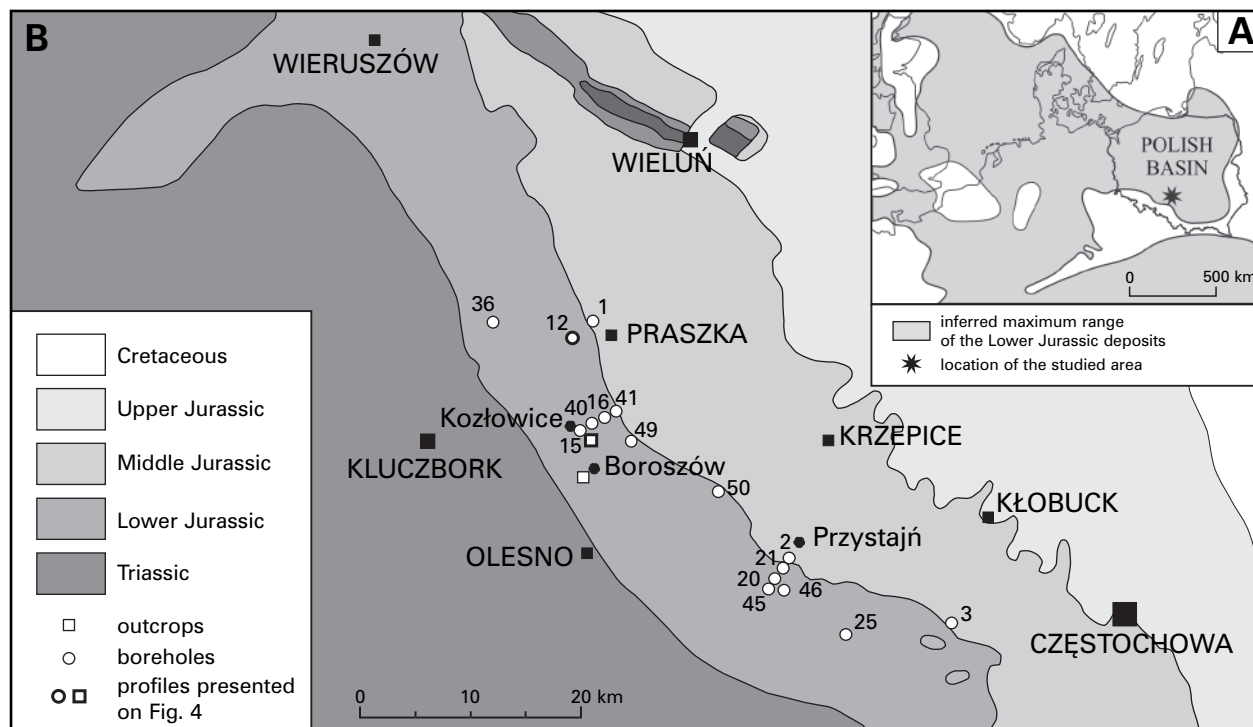 B
WIERUSZÓW
WIELUŃ
36
12
1
PRASZKA
Kozłowice
40
16
41
15
49
KLUCZBORK
Boroszów
KRZEPICE
50
KŁOBUCK
OLESNO
2
Przystajń
21
20
45
46
25
3
CZĘSTOCHOWA
Cretaceous
Upper Jurassic
Middle Jurassic
Lower Jurassic
Triassic
outcrops
boreholes
profiles presented
on Fig. 4
0
20 km
A
POLISH
BASIN
0
500 km
inferred maximum range
of the Lower Jurassic deposits
location of the studied area